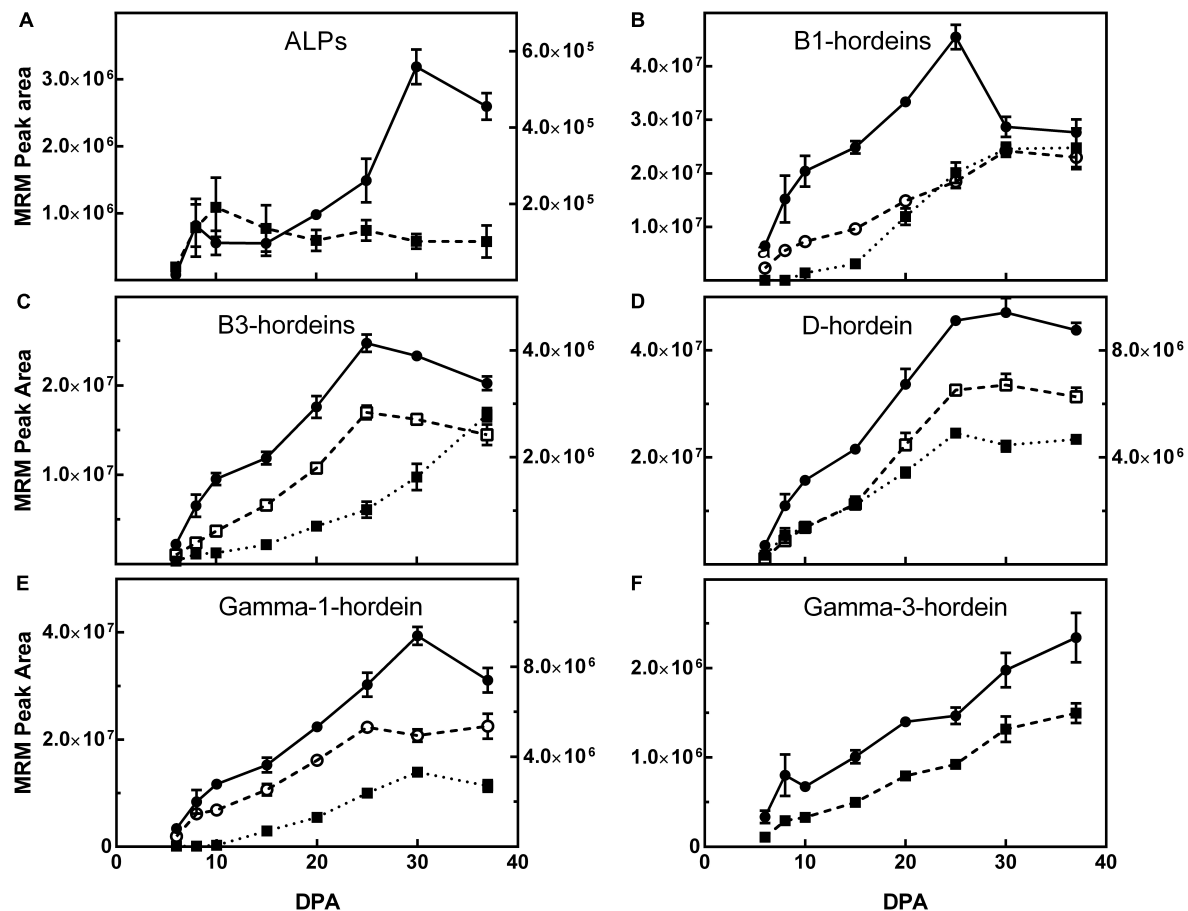 A
ALPs
MRM Peak area
3.0×10⁶
2.0×10⁶
1.0×10⁶
6.0×10⁵
4.0×10⁵
2.0×10⁵
B
B1-hordeins
4.0×10⁷
3.0×10⁷
2.0×10⁷
1.0×10⁷
a
C
B3-hordeins
MRM Peak Area
2.0×10⁷
1.0×10⁷
4.0×10⁶
2.0×10⁶
D
D-hordein
4.0×10⁷
2.0×10⁷
8.0×10⁶
4.0×10⁶
E
Gamma-1-hordein
MRM Peak Area
4.0×10⁷
2.0×10⁷
0
8.0×10⁶
4.0×10⁶
0 10 20 30 40
DPA
F
Gamma-3-hordein
2.0×10⁶
1.0×10⁶
0
0 10 20 30 40
DPA